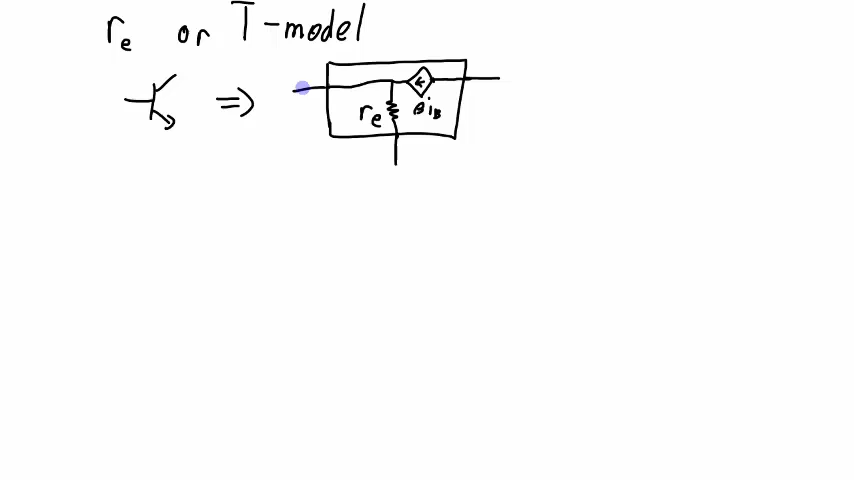 re or T-model
⇒
re βiB